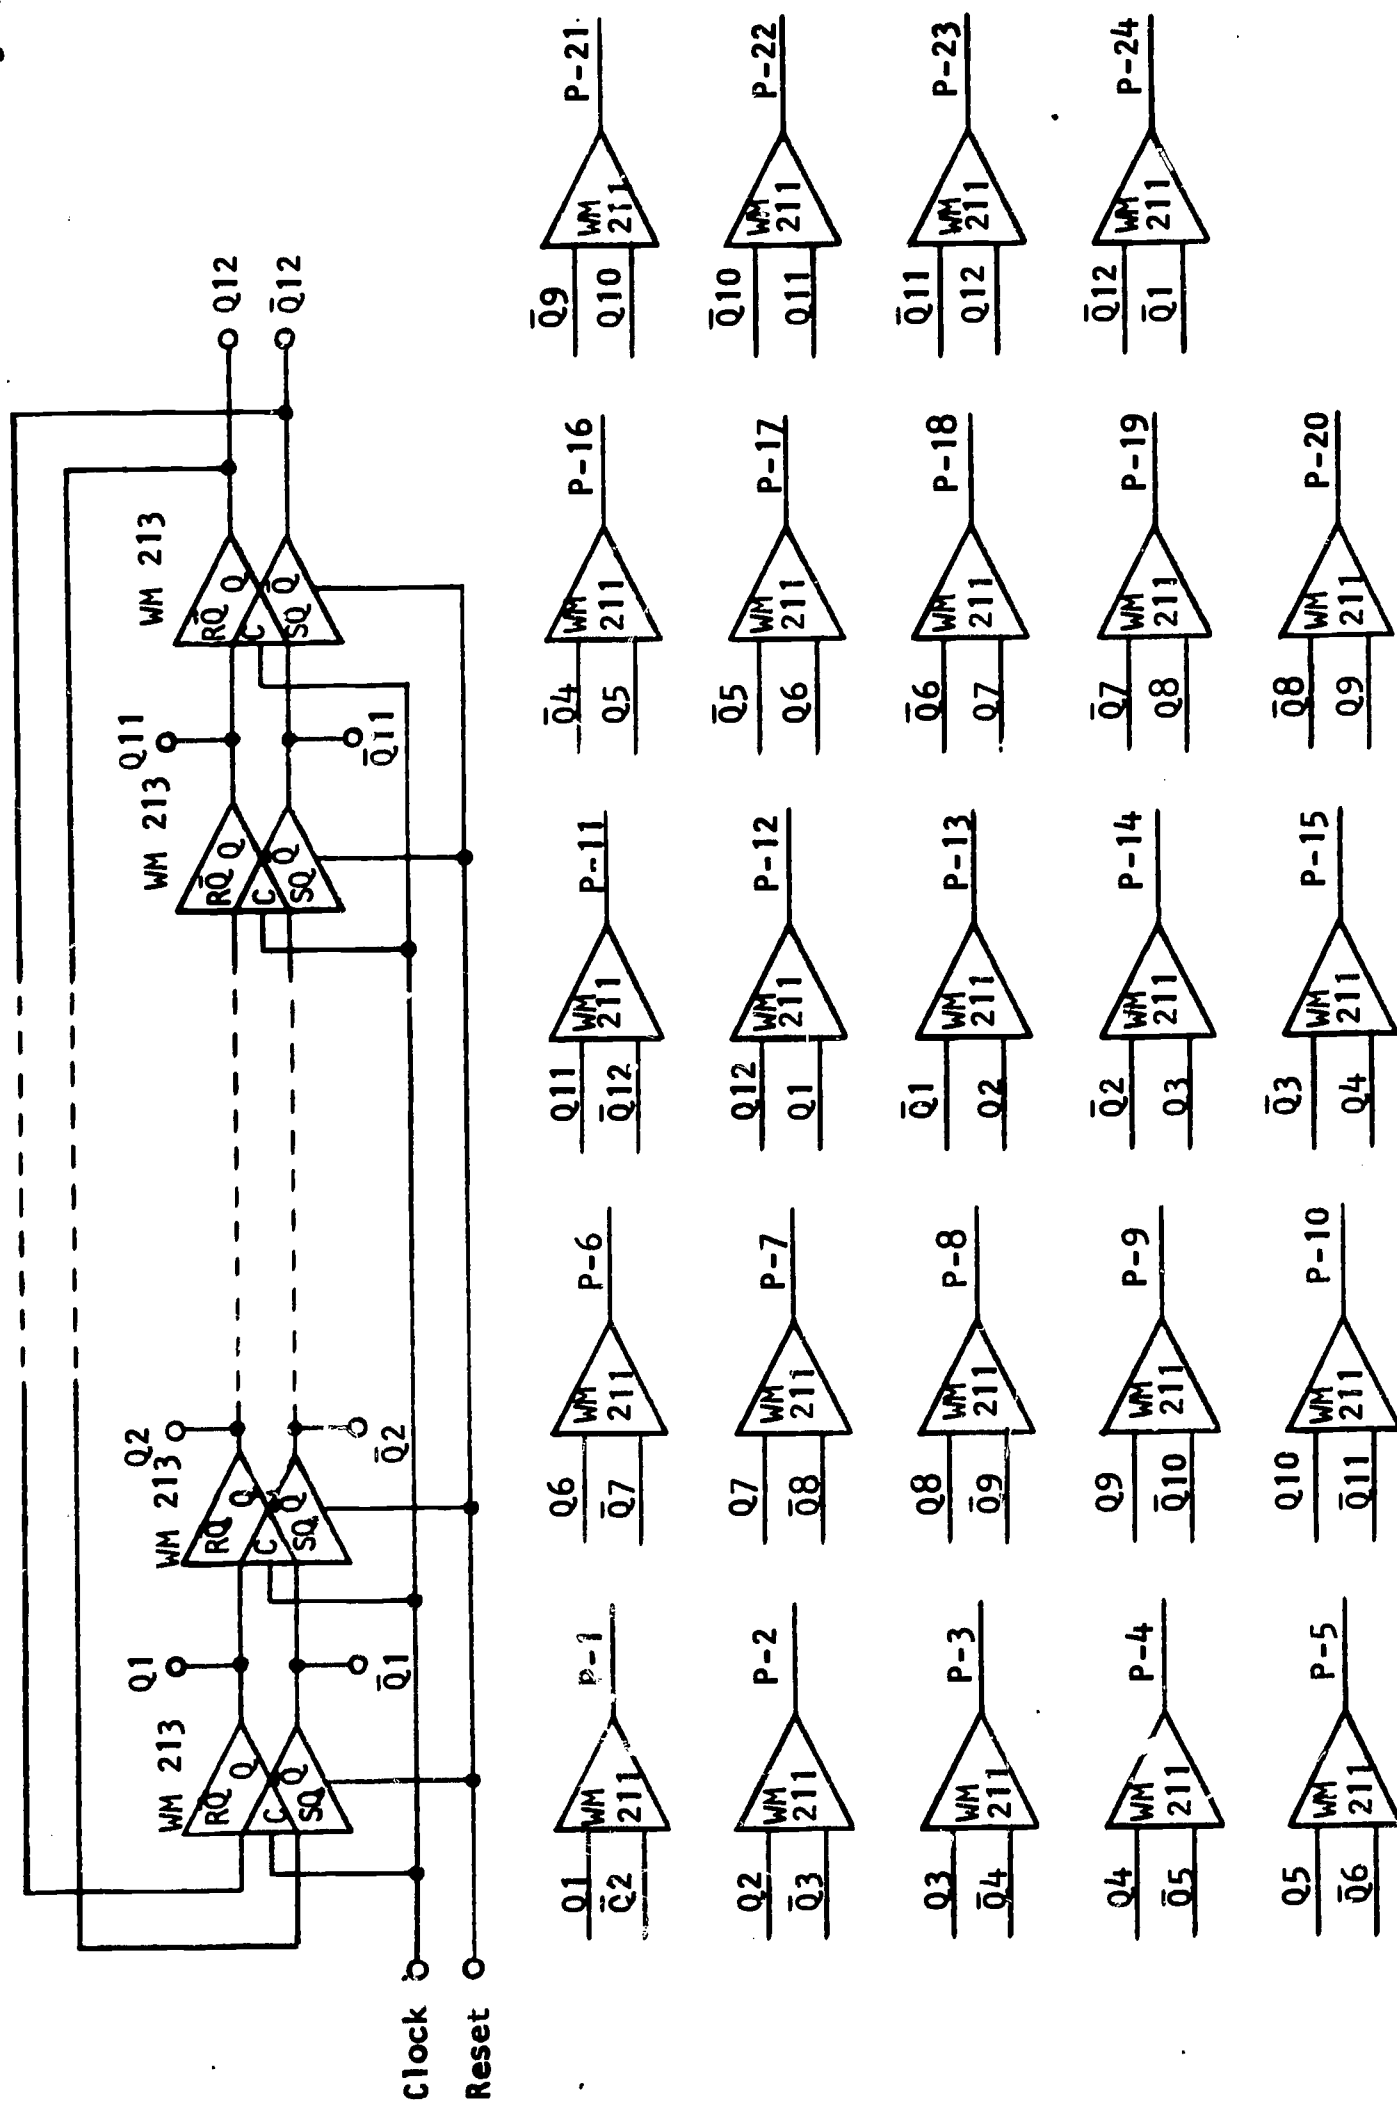 Q1
Q2
Q11
WM 213
WM 213
WM 213
WM 213
R̄Q Q
C
SQ Q̄
RQ Q
C
SQ Q̄
R̄Q Q
C
SQ Q̄
R̄Q Q
C
SQ Q̄
Q12
Q̄12
Q̄1
Q̄2
Q̄11
Clock
Reset
Q1
Q̄2
WM
211
P-1
Q2
Q̄3
WM
211
P-2
Q3
Q̄4
WM
211
P-3
Q4
Q̄5
WM
211
P-4
Q5
Q̄6
WM
211
P-5
Q6
Q̄7
WM
211
P-6
Q7
Q̄8
WM
211
P-7
Q8
Q̄9
WM
211
P-8
Q9
Q̄10
WM
211
P-9
Q10
Q̄11
WM
211
P-10
Q11
Q̄12
WM
211
P-11
Q12
Q1
WM
211
P-12
Q̄1
Q2
WM
211
P-13
Q̄2
Q3
WM
211
P-14
Q̄3
Q4
WM
211
P-15
Q̄4
Q5
WM
211
P-16
Q̄5
Q6
WM
211
P-17
Q̄6
Q7
WM
211
P-18
Q̄7
Q8
WM
211
P-19
Q̄8
Q9
WM
211
P-20
Q̄9
Q10
WM
211
P-21
Q̄10
Q11
WM
211
P-22
Q̄11
Q12
WM
211
P-23
Q̄12
Q̄1
WM
211
P-24